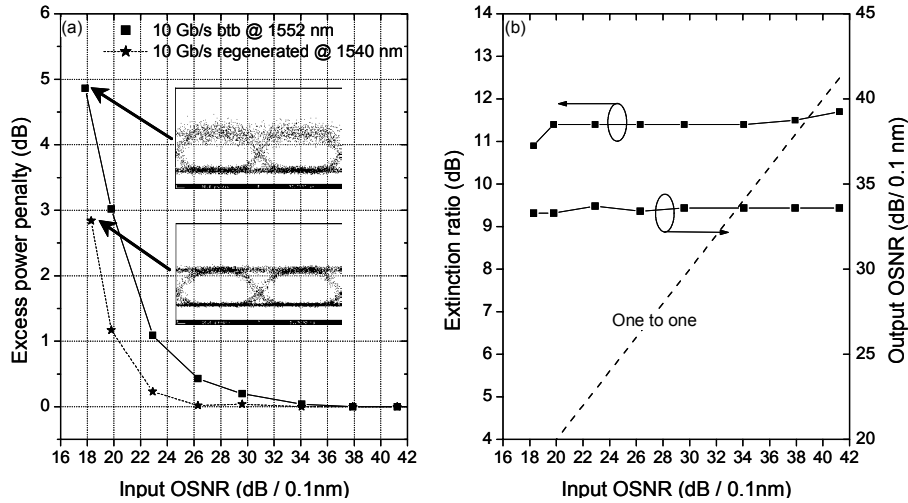 (a)
10 Gb/s btb @ 1552 nm
10 Gb/s regenerated @ 1540 nm
6
5
4
3
2
1
0
Excess power penalty (dB)
16 18 20 22 24 26 28 30 32 34 36 38 40 42
Input OSNR (dB / 0.1nm)
(b)
14
13
12
11
10
9
8
7
6
5
4
Extinction ratio (dB)
One to one
45
40
35
30
25
20
Output OSNR (dB/ 0.1 nm)
16 18 20 22 24 26 28 30 32 34 36 38 40 42
Input OSNR (dB / 0.1nm)